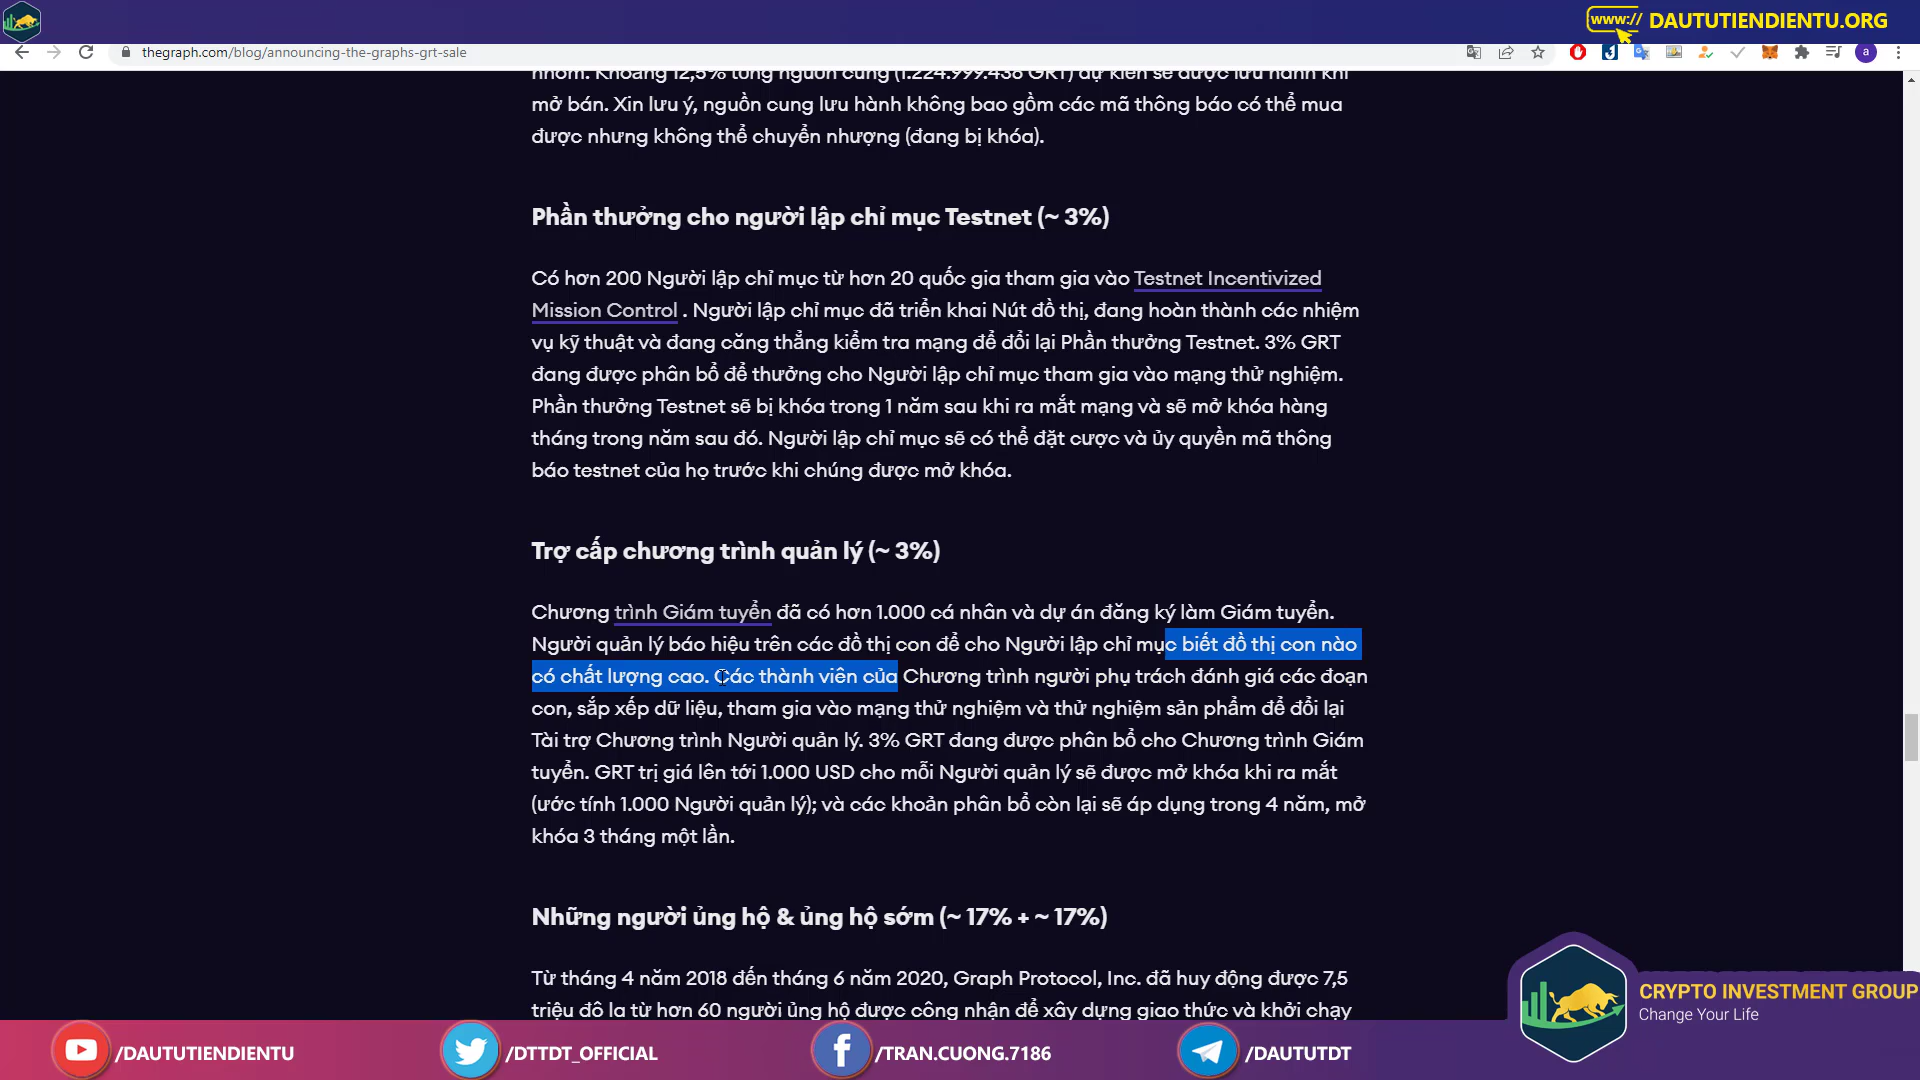 www.//
DAUTUTIENDIENTU.ORG
thegraph.com/blog/announcing-the-graphs-grt-sale
a
nhóm. Khoảng 12,5% tổng nguồn cung (1.224.999.438 GRT) dự kiến sẽ được lưu hành khi
mở bán. Xin lưu ý, nguồn cung lưu hành không bao gồm các mã thông báo có thể mua
được nhưng không thể chuyển nhượng (đang bị khóa).
Phần thưởng cho người lập chỉ mục Testnet (~ 3%)
Có hơn 200 Người lập chỉ mục từ hơn 20 quốc gia tham gia vào Testnet Incentivized
Mission Control . Người lập chỉ mục đã triển khai Nút đồ thị, đang hoàn thành các nhiệm
vụ kỹ thuật và đang căng thẳng kiểm tra mạng để đổi lại Phần thưởng Testnet. 3% GRT
đang được phân bổ để thưởng cho Người lập chỉ mục tham gia vào mạng thử nghiệm.
Phần thưởng Testnet sẽ bị khóa trong 1 năm sau khi ra mắt mạng và sẽ mở khóa hàng
tháng trong năm sau đó. Người lập chỉ mục sẽ có thể đặt cược và ủy quyền mã thông
báo testnet của họ trước khi chúng được mở khóa.
Trợ cấp chương trình quản lý (~ 3%)
Chương trình Giám tuyển đã có hơn 1.000 cá nhân và dự án đăng ký làm Giám tuyển.
Người quản lý báo hiệu trên các đồ thị con để cho Người lập chỉ mục biết đồ thị con nào
có chất lượng cao. Các thành viên của Chương trình người phụ trách đánh giá các đoạn
con, sắp xếp dữ liệu, tham gia vào mạng thử nghiệm và thử nghiệm sản phẩm để đổi lại
Tài trợ Chương trình Người quản lý. 3% GRT đang được phân bổ cho Chương trình Giám
tuyển. GRT trị giá lên tới 1.000 USD cho mỗi Người quản lý sẽ được mở khóa khi ra mắt
(ước tính 1.000 Người quản lý); và các khoản phân bổ còn lại sẽ áp dụng trong 4 năm, mở
khóa 3 tháng một lần.
Những người ủng hộ & ủng hộ sớm (~ 17% + ~ 17%)
Từ tháng 4 năm 2018 đến tháng 6 năm 2020, Graph Protocol, Inc. đã huy động được 7,5
triệu đô la từ hơn 60 người ủng hộ được công nhận để xây dựng giao thức và khởi chạy
CRYPTO INVESTMENT GROUP
Change Your Life
/DAUTUTIENDIENTU
/DTTDT_OFFICIAL
/TRAN.CUONG.7186
/DAUTUTDT